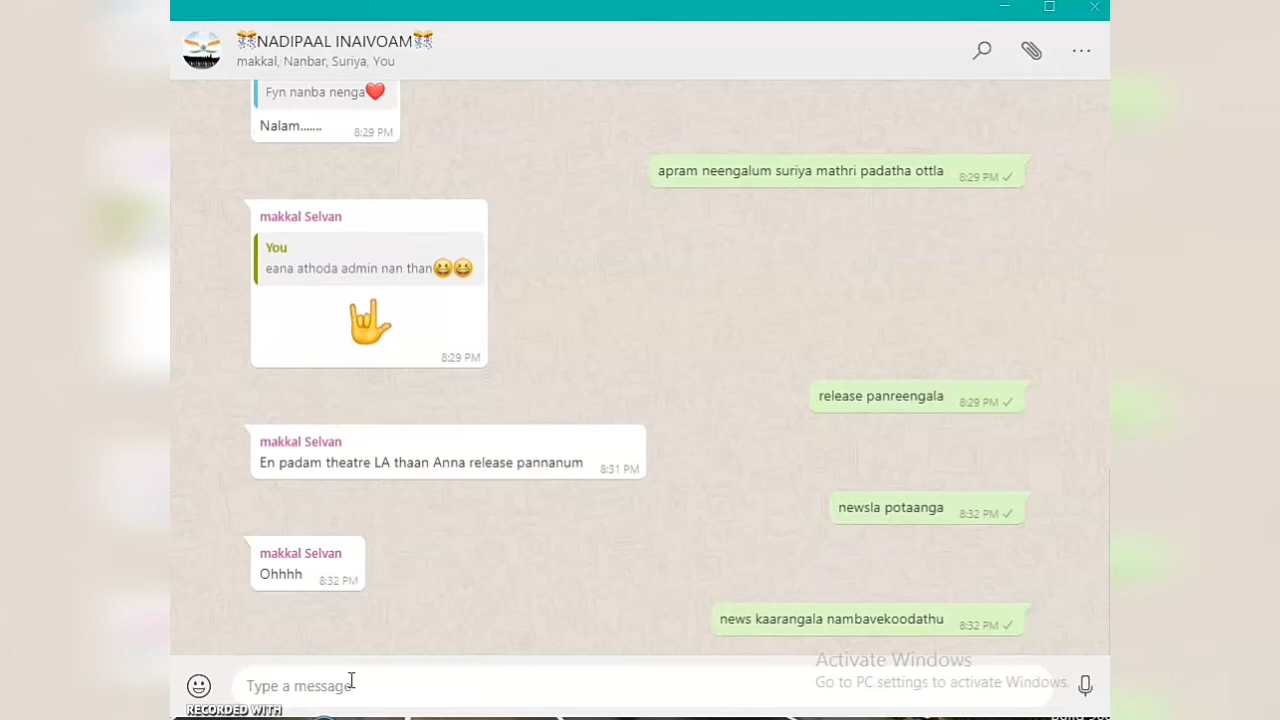 NADIPAAL INAIVOAM
makkal, Nanbar, Suriya, You
Fyn nanba nenga❤️
Nalam.......
8:29 PM
apram neengalum suriya mathri padatha ottla
8:29 PM
makkal Selvan
You
eana athoda admin nan than😀😀
8:29 PM
release panreengala
8:29 PM
makkal Selvan
En padam theatre LA thaan Anna release pannanum
8:31 PM
newsla potaanga
8:32 PM
makkal Selvan
Ohhhh
8:32 PM
news kaarangala nambavekoodathu
8:32 PM
Activate Windows
Type a message
Go to PC settings to activate Windows.
RECORDED WITH